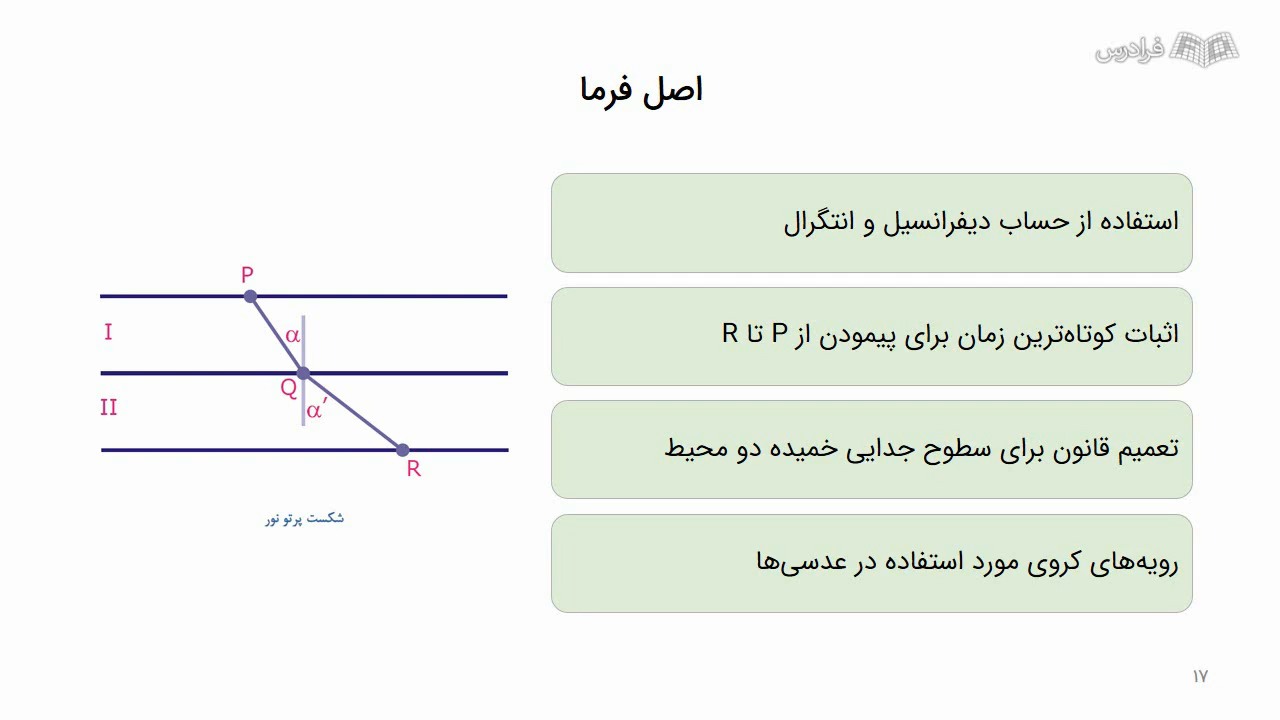 فرادرس
اصل فرما
استفاده از حساب دیفرانسیل و انتگرال
اثبات کوتاه‌ترین زمان برای پیمودن از P تا R
تعمیم قانون برای سطوح جدایی خمیده دو محیط
رویه‌های کروی مورد استفاده در عدسی‌ها
P
I
α
Q
II
α′
R
شکست پرتو نور
۱۷